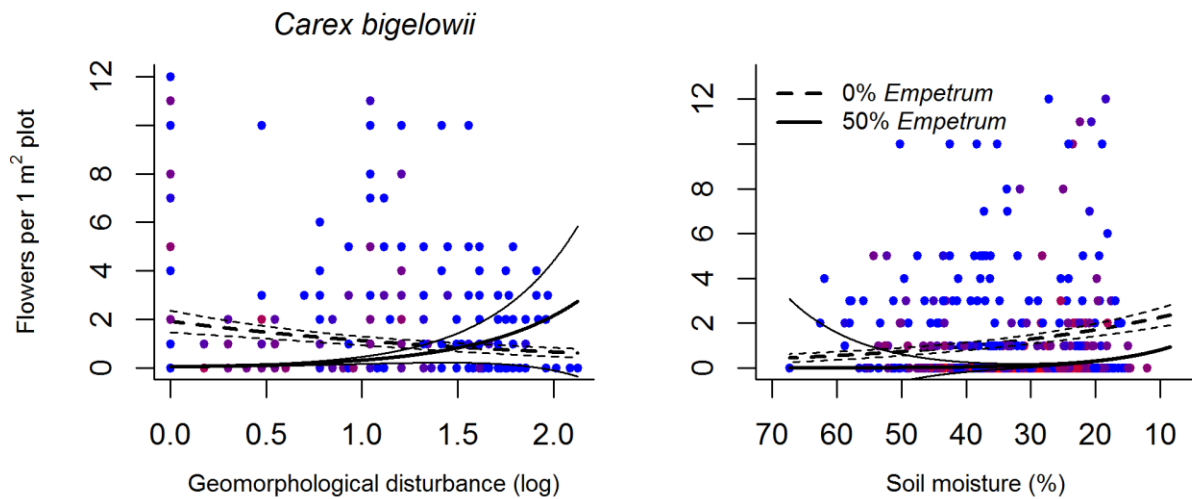 Carex bigelowii
Flowers per 1 m² plot
12
10
8
6
4
2
0
0.0 0.5 1.0 1.5 2.0
Geomorphological disturbance (log)
0% Empetrum
50% Empetrum
12
10
8
6
4
2
0
70 60 50 40 30 20 10
Soil moisture (%)